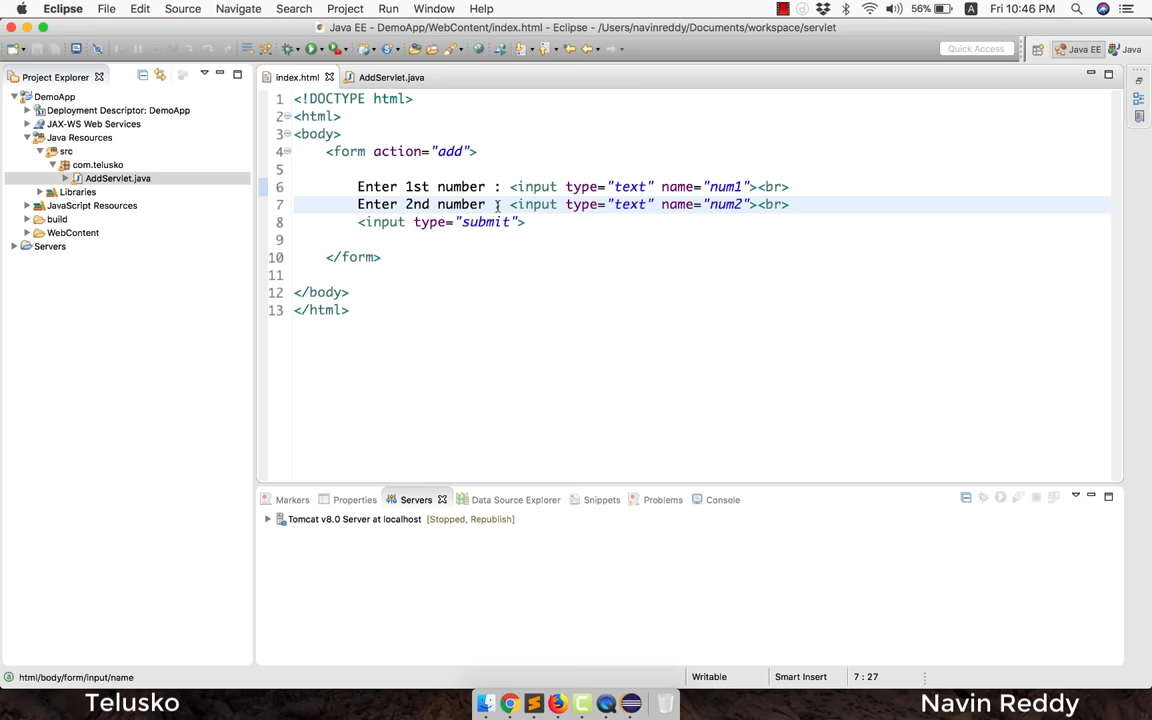 Eclipse File Edit Source Navigate Search Project Run Window Help 56% A Fri 10:46 PM
Java EE - DemoApp/WebContent/index.html - Eclipse - /Users/navinreddy/Documents/workspace/servlet
Quick Access Java EE Java
Project Explorer
DemoApp
Deployment Descriptor: DemoApp
JAX-WS Web Services
Java Resources
src
com.telusko
AddServlet.java
Libraries
JavaScript Resources
build
WebContent
Servers
index.html AddServlet.java
1 <!DOCTYPE html>
2 <html>
3 <body>
4 <form action="add">
5
6 Enter 1st number : <input type="text" name="num1"><br>
7 Enter 2nd number : <input type="text" name="num2"><br>
8 <input type="submit">
9
10 </form>
11
12 </body>
13 </html>
Markers Properties Servers Data Source Explorer Snippets Problems Console
Tomcat v8.0 Server at localhost [Stopped, Republish]
html/body/form/input/name Writable Smart Insert 7 : 27
Telusko Navin Reddy